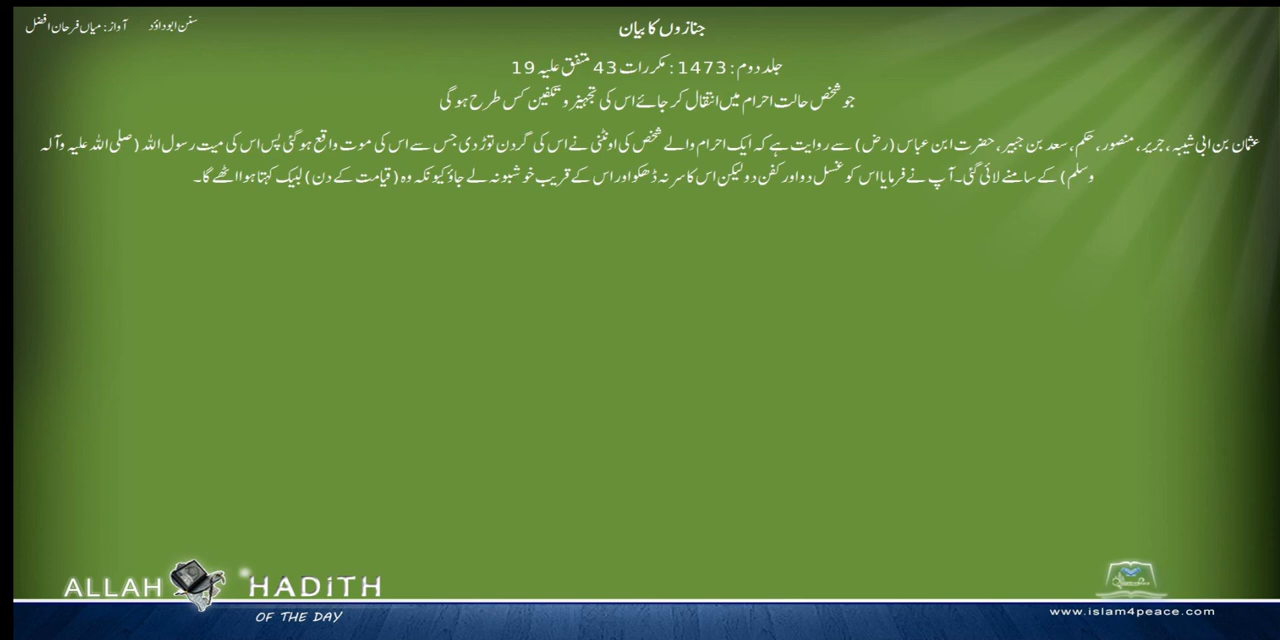 سنن ابوداؤد آواز: میاں فرحان افضل
جنازوں کا بیان
جلد دوم : 1473 : مکررات 43 متفق علیہ 19
جو شخص حالت احرام میں انتقال کر جائے اس کی تجہیز و تکفین کس طرح ہو گی
عثمان بن ابی شیبہ، جریر، منصور، حکم، سعد بن جبیر، حضرت ابن عباس (رض) سے روایت ہے کہ ایک احرام والے شخص کی اونٹنی نے اس کی گردن توڑ دی جس سے اس کی موت واقع ہو گئی پس اس کی میت رسول اللہ (صلی اللہ علیہ وآلہ
وسلم) کے سامنے لائی گئی۔ آپ نے فرمایا اس کو غسل دو اور کفن دو لیکن اس کا سر نہ ڈھکو اور اس کے قریب خوشبو نہ لے جاؤ کیونکہ وہ (قیامت کے دن) لبیک کہتا ہوا اٹھے گا۔
ALLAH HADITH
OF THE DAY
www.islam4peace.com